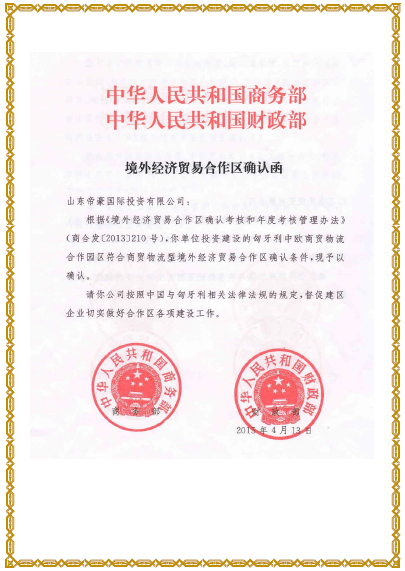 中华人民共和国商务部
中华人民共和国财政部
境外经济贸易合作区确认函
山东帝豪国际投资有限公司：
根据《境外经济贸易合作区确认考核和年度考核管理办法》
（商合发〔2013〕210号），你单位投资建设的匈牙利中欧商贸物流
合作园区符合商贸物流型境外经济贸易合作区确认条件，现予以
确认。
请你公司按照中国与匈牙利相关法律法规的规定，督促建区
企业切实做好合作区各项建设工作。
中华人民共和国商务部
中华人民共和国财政部
商务部
财政部
2015年4月13日